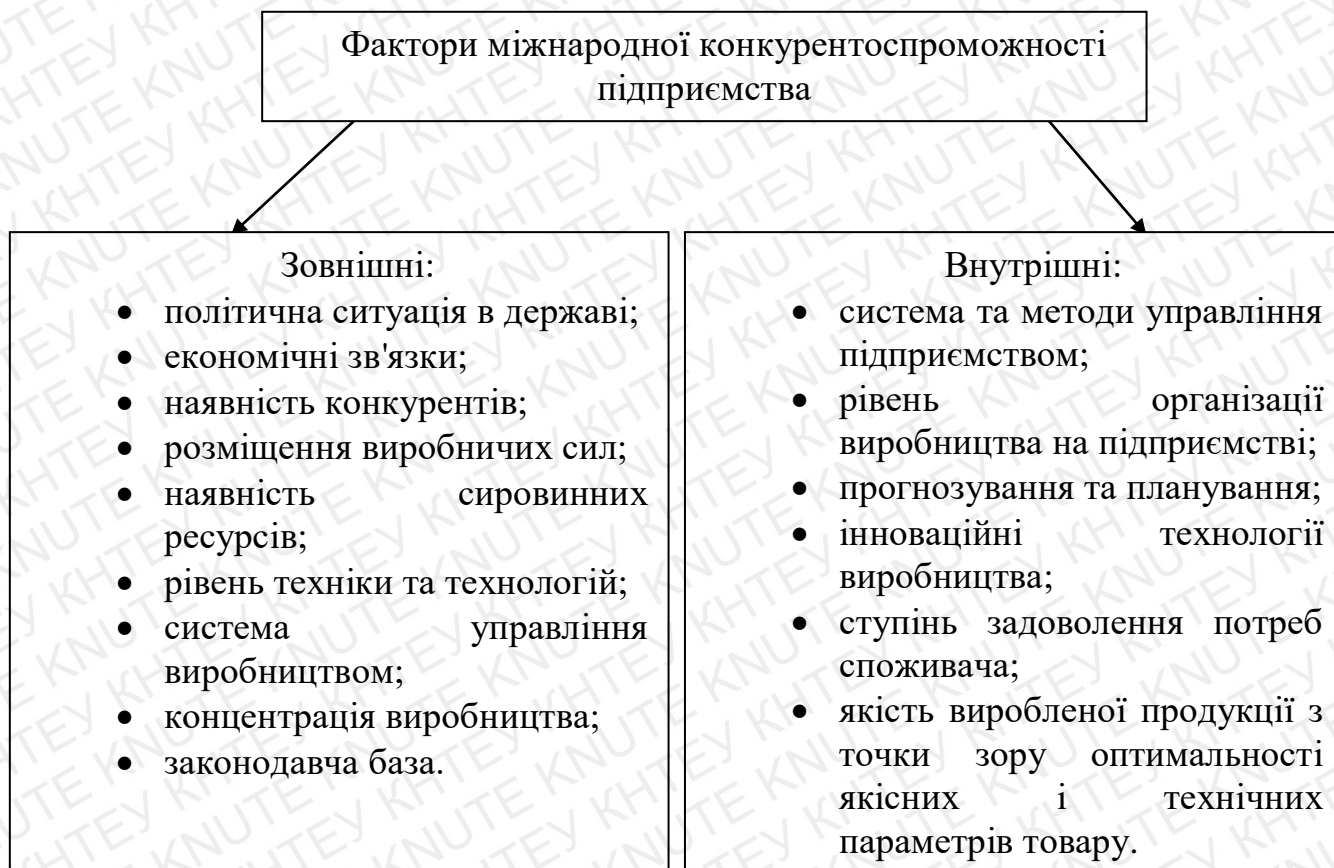 Фактори міжнародної конкурентоспроможності
підприємства
Зовнішні:
• політична ситуація в державі;
• економічні зв'язки;
• наявність конкурентів;
• розміщення виробничих сил;
• наявність сировинних
ресурсів;
• рівень техніки та технологій;
• система управління
виробництвом;
• концентрація виробництва;
• законодавча база.
Внутрішні:
• система та методи управління
підприємством;
• рівень організації
виробництва на підприємстві;
• прогнозування та планування;
• інноваційні технології
виробництва;
• ступінь задоволення потреб
споживача;
• якість виробленої продукції з
точки зору оптимальності
якісних і технічних
параметрів товару.